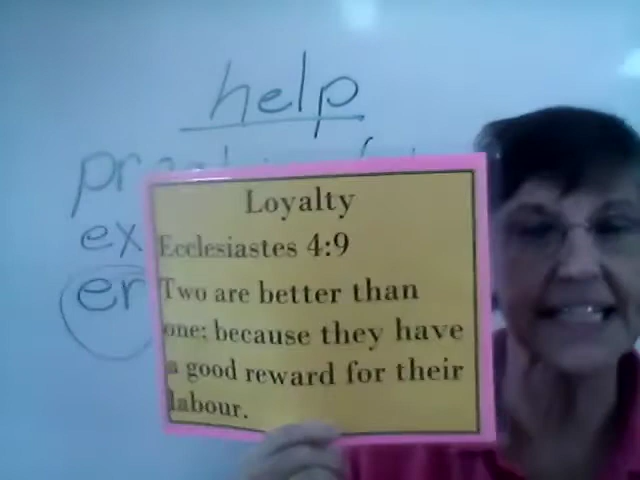 help
pr
ex
er
Loyalty
Ecclesiastes 4:9
Two are better than
one; because they have
a good reward for their
labour.